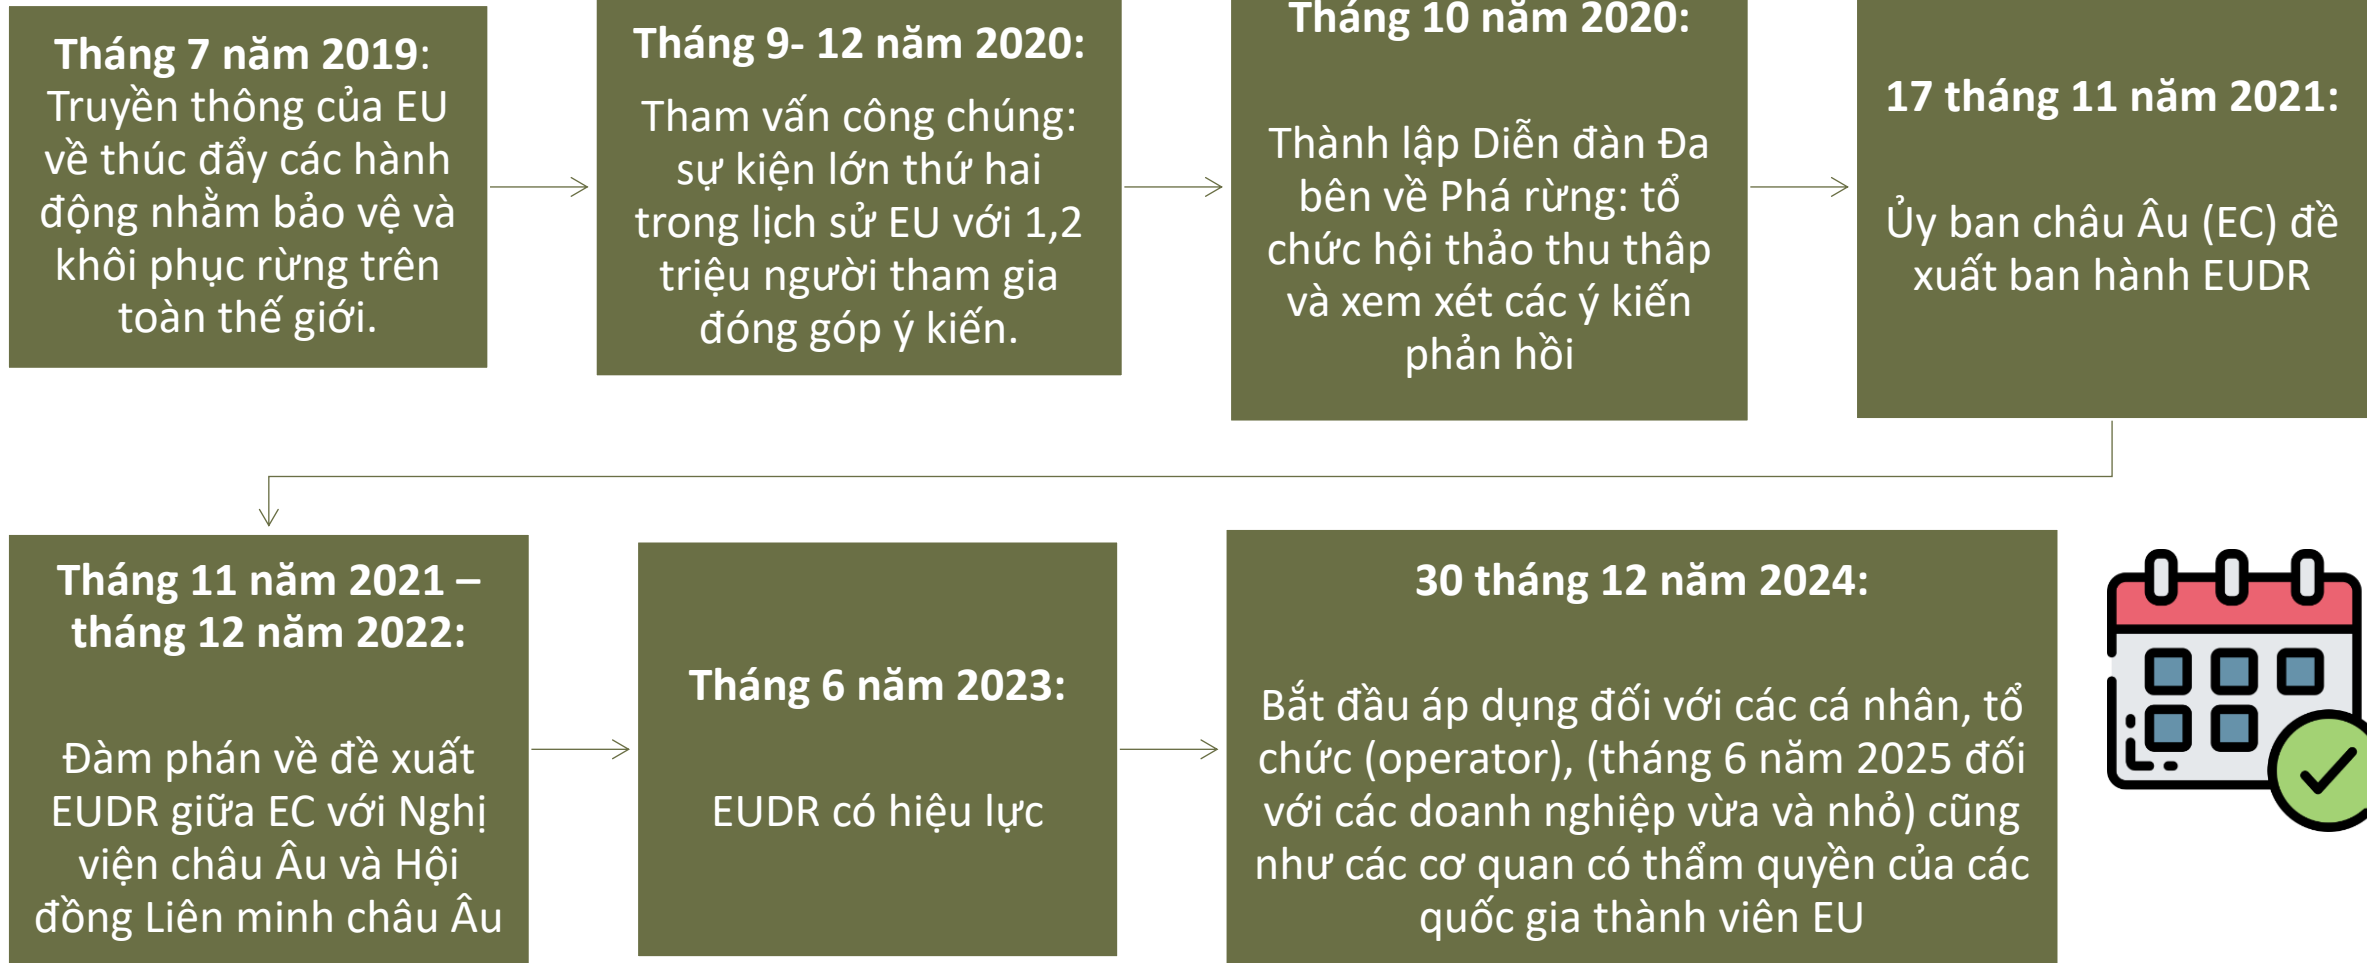 Tháng 7 năm 2019:
Truyền thông của EU
về thúc đẩy các hành
động nhằm bảo vệ và
khôi phục rừng trên
toàn thế giới.
Tháng 9- 12 năm 2020:
Tham vấn công chúng:
sự kiện lớn thứ hai
trong lịch sử EU với 1,2
triệu người tham gia
đóng góp ý kiến.
Tháng 10 năm 2020:
Thành lập Diễn đàn Đa
bên về Phá rừng: tổ
chức hội thảo thu thập
và xem xét các ý kiến
phản hồi
17 tháng 11 năm 2021:
Ủy ban châu Âu (EC) đề
xuất ban hành EUDR
Tháng 11 năm 2021 –
tháng 12 năm 2022:
Đàm phán về đề xuất
EUDR giữa EC với Nghị
viện châu Âu và Hội
đồng Liên minh châu Âu
Tháng 6 năm 2023:
EUDR có hiệu lực
30 tháng 12 năm 2024:
Bắt đầu áp dụng đối với các cá nhân, tổ
chức (operator), (tháng 6 năm 2025 đối
với các doanh nghiệp vừa và nhỏ) cũng
như các cơ quan có thẩm quyền của các
quốc gia thành viên EU